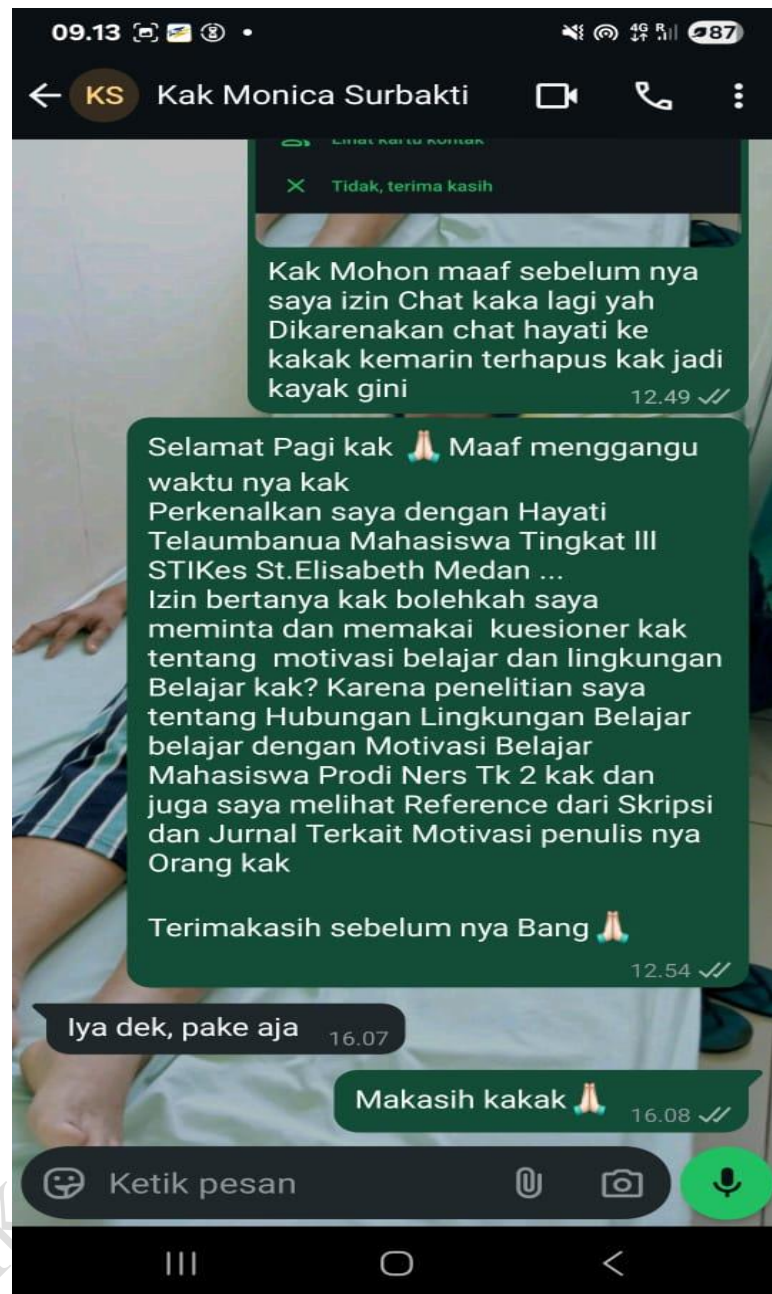 09.13
4G R 87
KS Kak Monica Surbakti
Lihat kartu kontak
Tidak, terima kasih
Kak Mohon maaf sebelum nya
saya izin Chat kaka lagi yah
Dikarenakan chat hayati ke
kakak kemarin terhapus kak jadi
kayak gini
12.49
Selamat Pagi kak 🙏🏻 Maaf menggangu
waktu nya kak
Perkenalkan saya dengan Hayati
Telaumbanua Mahasiswa Tingkat lll
STIKes St.Elisabeth Medan ...
Izin bertanya kak bolehkah saya
meminta dan memakai kuesioner kak
tentang motivasi belajar dan lingkungan
Belajar kak? Karena penelitian saya
tentang Hubungan Lingkungan Belajar
belajar dengan Motivasi Belajar
Mahasiswa Prodi Ners Tk 2 kak dan
juga saya melihat Reference dari Skripsi
dan Jurnal Terkait Motivasi penulis nya
Orang kak
Terimakasih sebelum nya Bang 🙏🏻
12.54
Iya dek, pake aja 16.07
Makasih kakak 🙏🏻 16.08
Ketik pesan